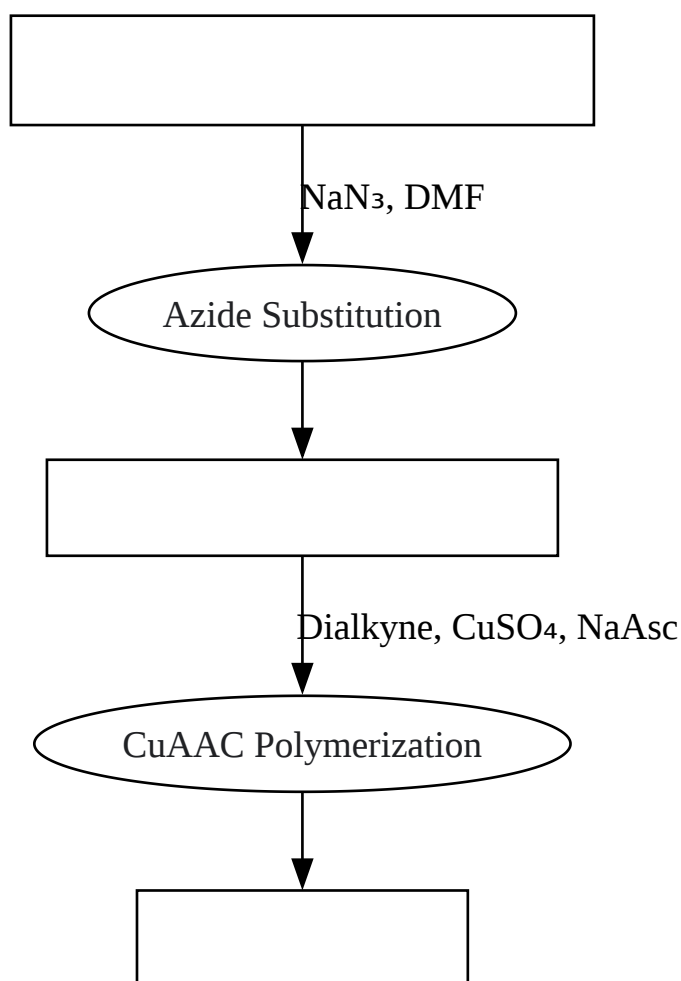 NaN₃, DMF
Azide Substitution
Dialkyne, CuSO₄, NaAsc
CuAAC Polymerization